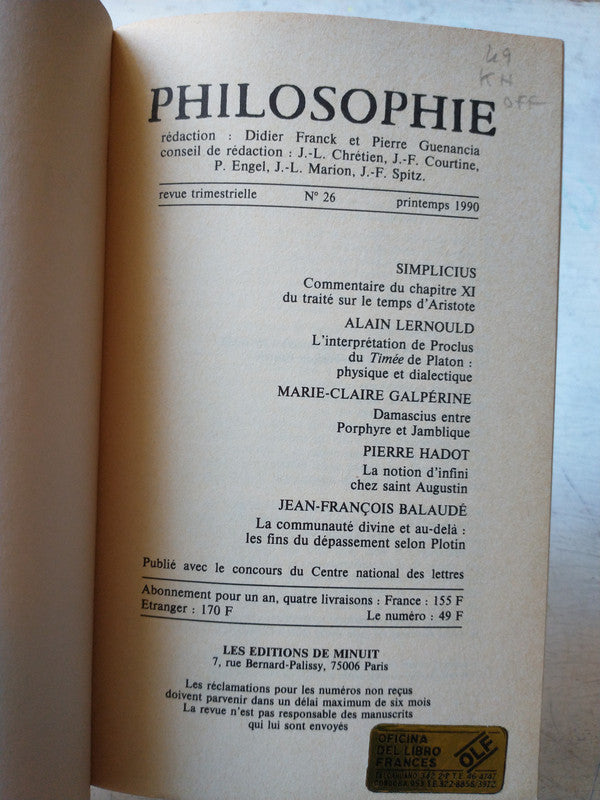 49
KH
OFF
PHILOSOPHIE
rédaction : Didier Franck et Pierre Guenancia
conseil de rédaction : J.-L. Chrétien, J.-F. Courtine,
P. Engel, J.-L. Marion, J.-F. Spitz.
revue trimestrielle N° 26 printemps 1990
SIMPLICIUS
Commentaire du chapitre XI
du traité sur le temps d'Aristote
ALAIN LERNOULD
L'interprétation de Proclus
du Timée de Platon :
physique et dialectique
MARIE-CLAIRE GALPÉRINE
Damascius entre
Porphyre et Jamblique
PIERRE HADOT
La notion d'infini
chez saint Augustin
JEAN-FRANÇOIS BALAUDÉ
La communauté divine et au-delà :
les fins du dépassement selon Plotin
Publié avec le concours du Centre national des lettres
Abonnement pour un an, quatre livraisons : France : 155 F
Etranger : 170 F Le numéro : 49 F
LES EDITIONS DE MINUIT
7, rue Bernard-Palissy, 75006 Paris
Les réclamations pour les numéros non reçus
doivent parvenir dans un délai maximum de six mois
La revue n'est pas responsable des manuscrits
qui lui sont envoyés
OFICINA
DEL LIBRO
FRANCES
OLF